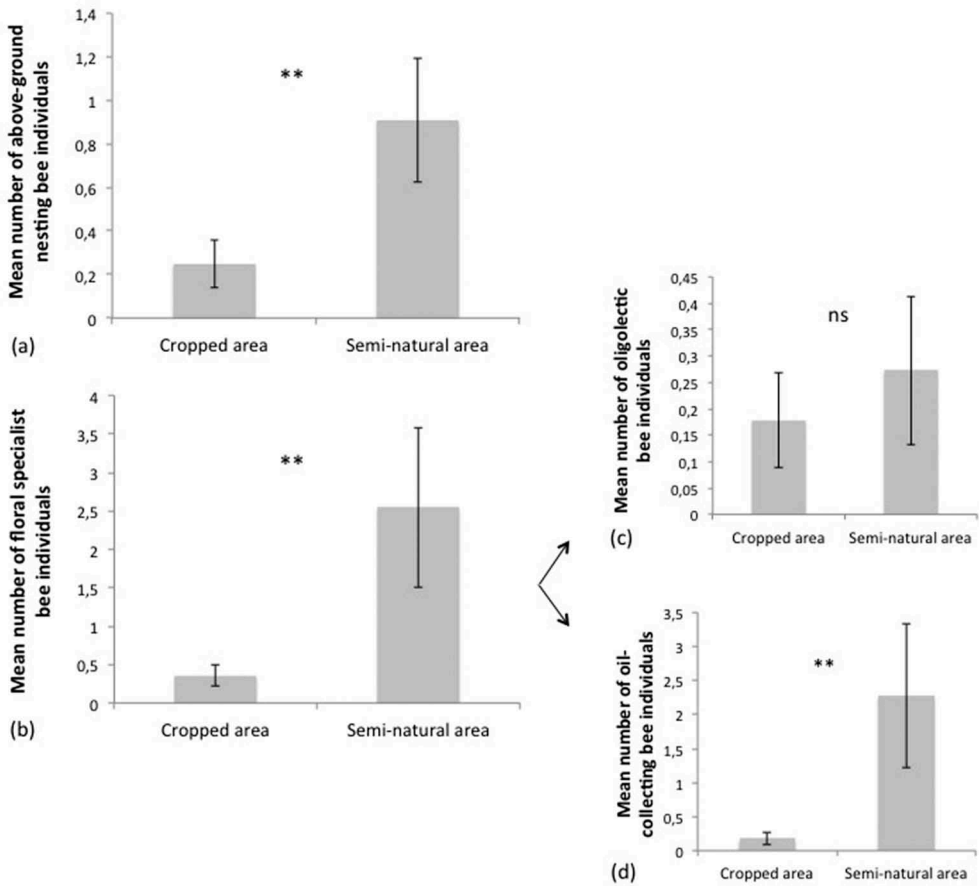 Mean number of above-ground
nesting bee individuals
1,4
1,2
1
0,8
0,6
0,4
0,2
0
**
Cropped area Semi-natural area
(a)
Mean number of floral specialist
bee individuals
4
3,5
3
2,5
2
1,5
1
0,5
0
**
Cropped area Semi-natural area
(b)
Mean number of oligolectic
bee individuals
0,45
0,4
0,35
0,3
0,25
0,2
0,15
0,1
0,05
0
ns
Cropped area Semi-natural area
(c)
Mean number of oil-
collecting bee individuals
3,5
3
2,5
2
1,5
1
0,5
0
**
Cropped area Semi-natural area
(d)